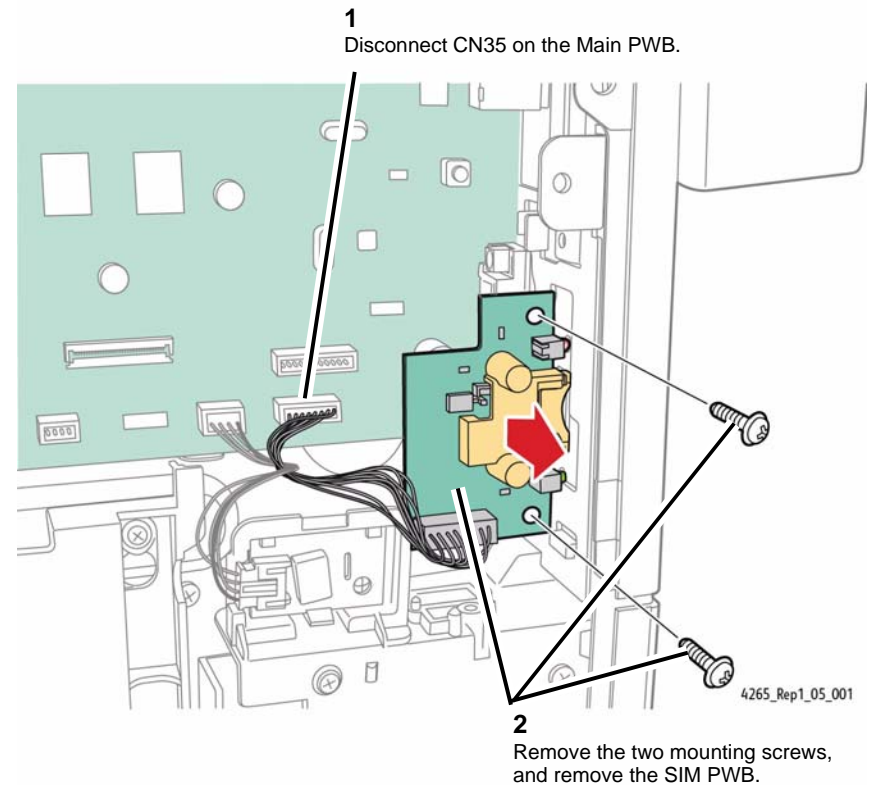 1
Disconnect CN35 on the Main PWB.
4265_Rep1_05_001
2
Remove the two mounting screws,
and remove the SIM PWB.